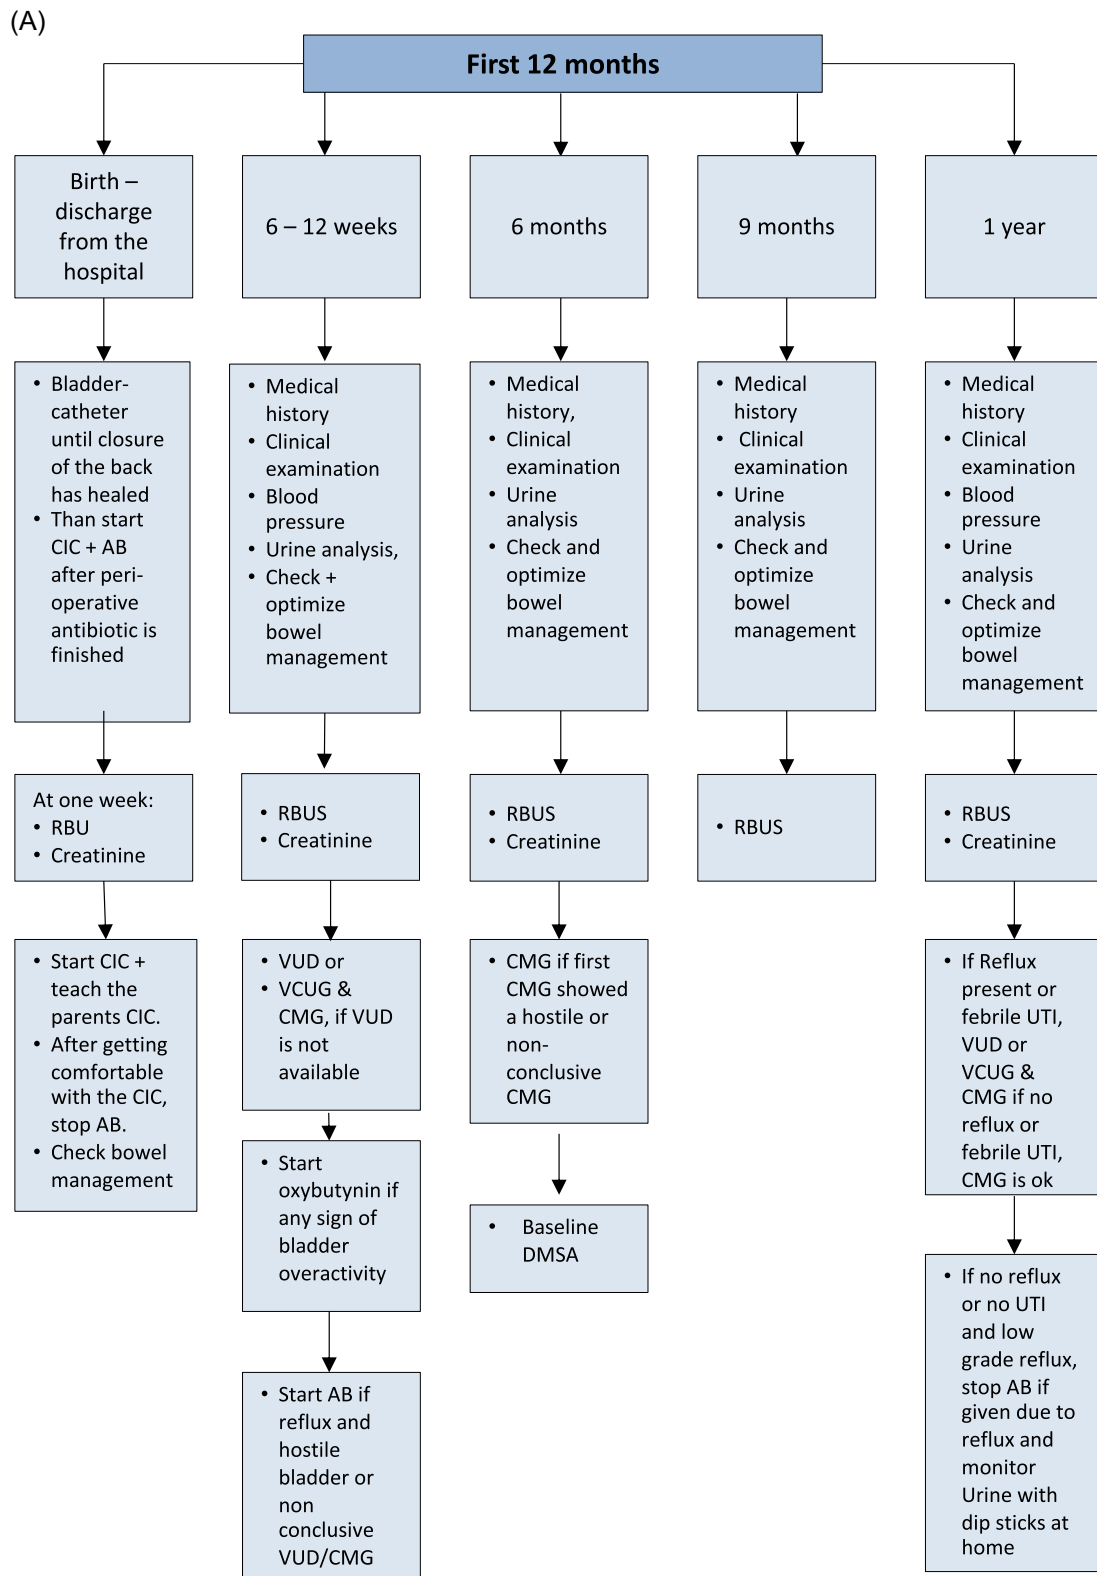 (A)
First 12 months
Birth –
discharge
from the
hospital
6 – 12 weeks
6 months
9 months
1 year
• Bladder-
catheter
until closure
of the back
has healed
• Than start
CIC + AB
after peri-
operative
antibiotic is
finished
• Medical
history
• Clinical
examination
• Blood
pressure
• Urine analysis,
• Check +
optimize
bowel
management
• Medical
history,
• Clinical
examination
• Urine
analysis
• Check and
optimize
bowel
management
• Medical
history
• Clinical
examination
• Urine
analysis
• Check and
optimize
bowel
management
• Medical
history
• Clinical
examination
• Blood
pressure
• Urine
analysis
• Check and
optimize
bowel
management
At one week:
• RBU
• Creatinine
• RBUS
• Creatinine
• RBUS
• Creatinine
• RBUS
• RBUS
• Creatinine
• Start CIC +
teach the
parents CIC.
• After getting
comfortable
with the CIC,
stop AB.
• Check bowel
management
• VUD or
• VCUG &
CMG, if VUD
is not
available
• CMG if first
CMG showed
a hostile or
non-
conclusive
CMG
• If Reflux
present or
febrile UTI,
VUD or
VCUG &
CMG if no
reflux or
febrile UTI,
CMG is ok
• Start
oxybutynin if
any sign of
bladder
overactivity
• Baseline
DMSA
• Start AB if
reflux and
hostile
bladder or
non
conclusive
VUD/CMG
• If no reflux
or no UTI
and low
grade reflux,
stop AB if
given due to
reflux and
monitor
Urine with
dip sticks at
home